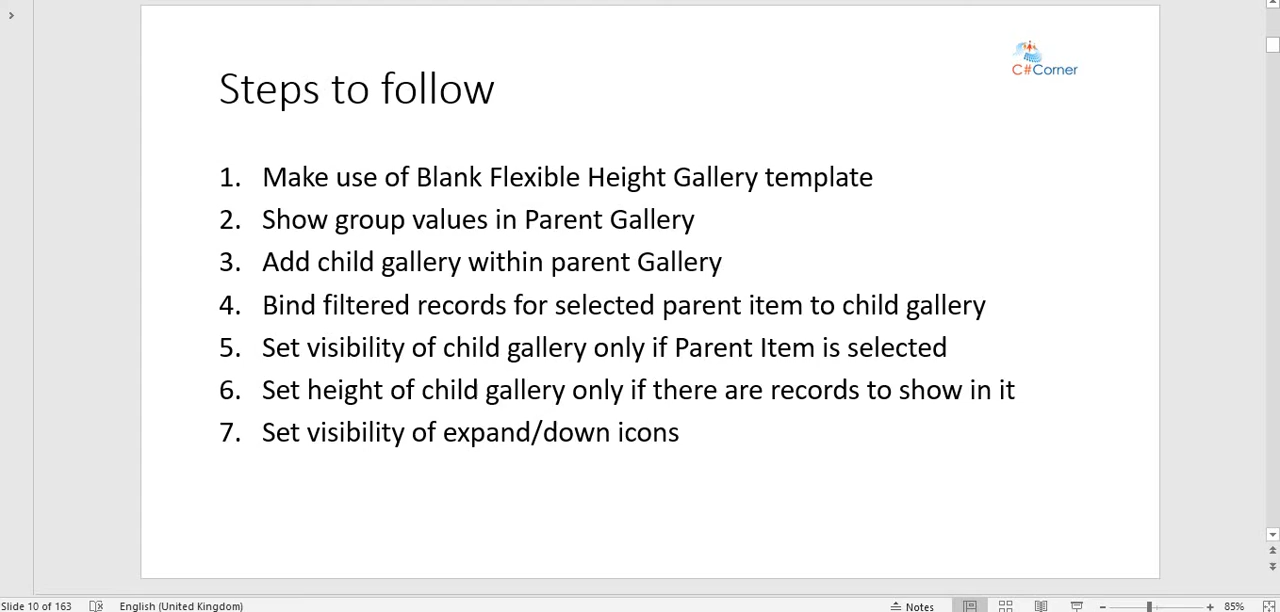 C#Corner
Steps to follow
1. Make use of Blank Flexible Height Gallery template
2. Show group values in Parent Gallery
3. Add child gallery within parent Gallery
4. Bind filtered records for selected parent item to child gallery
5. Set visibility of child gallery only if Parent Item is selected
6. Set height of child gallery only if there are records to show in it
7. Set visibility of expand/down icons
Slide 10 of 163 English (United Kingdom) Notes 85%